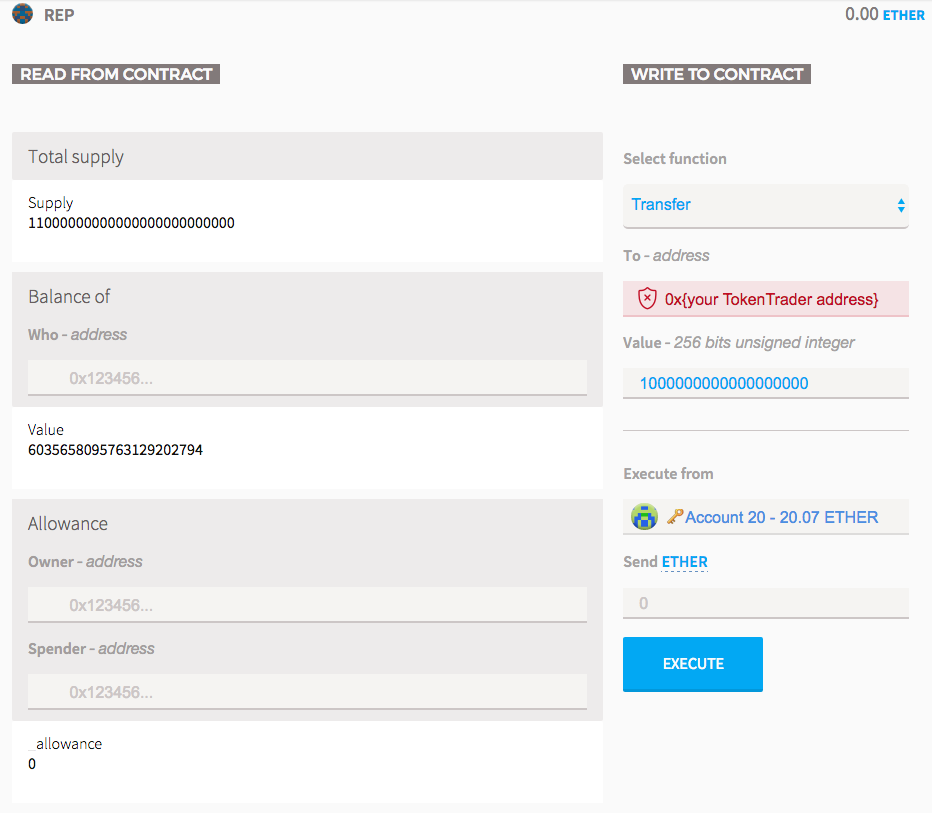 REP
0.00 ETHER
READ FROM CONTRACT
Total supply
Supply
11000000000000000000000000
Balance of
Who - address
0x123456...
Value
6035658095763129202794
Allowance
Owner - address
0x123456...
Spender - address
0x123456...
_allowance
0
WRITE TO CONTRACT
Select function
Transfer
To - address
0x{your TokenTrader address}
Value - 256 bits unsigned integer
1000000000000000000
Execute from
Account 20 - 20.07 ETHER
Send ETHER
0
EXECUTE